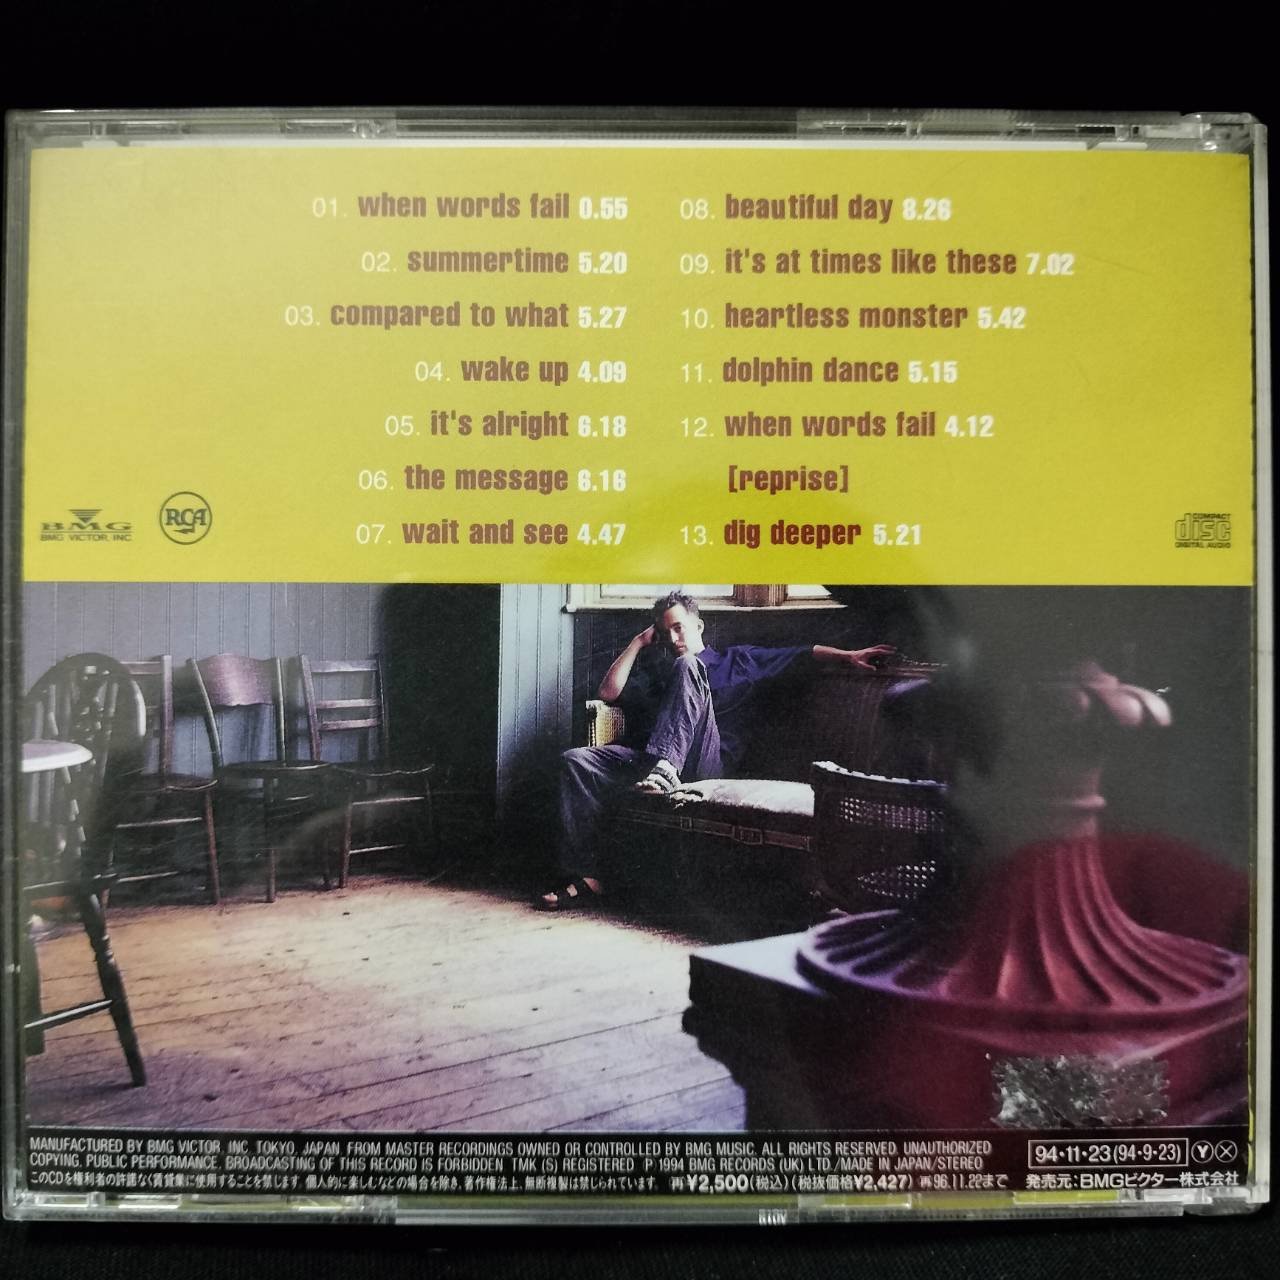 01. when words fail 0.55
02. summertime 5.20
03. compared to what 5.27
04. wake up 4.09
05. it's alright 6.18
06. the message 6.16
07. wait and see 4.47
08. beautiful day 8.26
09. it's at times like these 7.02
10. heartless monster 5.42
11. dolphin dance 5.15
12. when words fail 4.12
[reprise]
13. dig deeper 5.21
BMG
BMG VICTOR, INC.
RCA
COMPACT
disc
DIGITAL AUDIO
MANUFACTURED BY BMG VICTOR, INC. TOKYO, JAPAN, FROM MASTER RECORDINGS OWNED OR CONTROLLED BY BMG MUSIC. ALL RIGHTS RESERVED. UNAUTHORIZED
COPYING, PUBLIC PERFORMANCE, BROADCASTING OF THIS RECORD IS FORBIDDEN TMK (S) REGISTERED Ⓟ 1994 BMG RECORDS (UK) LTD./MADE IN JAPAN/STEREO
94·11·23(94·9·23) Ⓨ Ⓧ
このCDを権利者の許諾なく賃貸業に使用することを禁じます。個人的に楽しむなどの場合を除き、著作権法上、無断複製は禁じられています。 再¥2,500(税込)(税抜価格¥2,427) 再96.11.22まで 発売元:BMGビクター株式会社